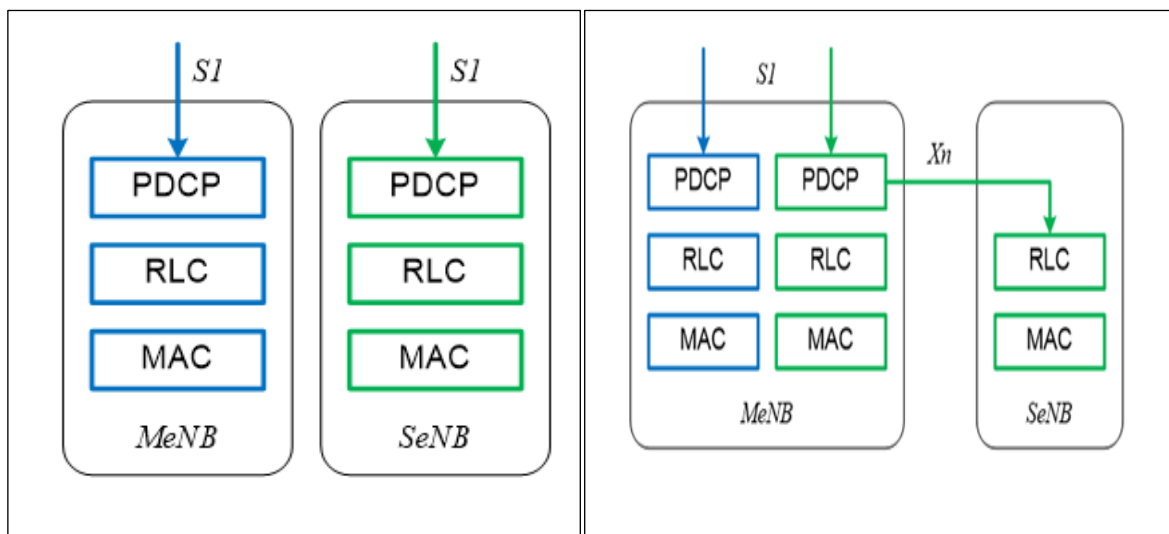 S1 S1
PDCP PDCP
RLC RLC
MAC MAC
MeNB SeNB
S1
Xn
PDCP PDCP
RLC RLC RLC
MAC MAC MAC
MeNB SeNB